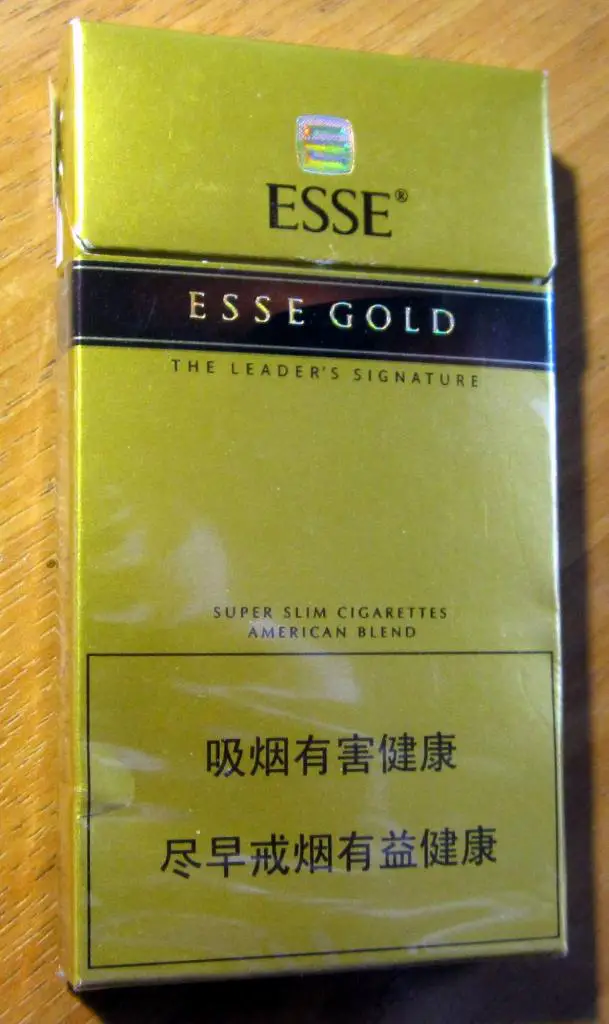 ESSE®
ESSE GOLD
THE LEADER'S SIGNATURE
SUPER SLIM CIGARETTES
AMERICAN BLEND
吸烟有害健康
尽早戒烟有益健康